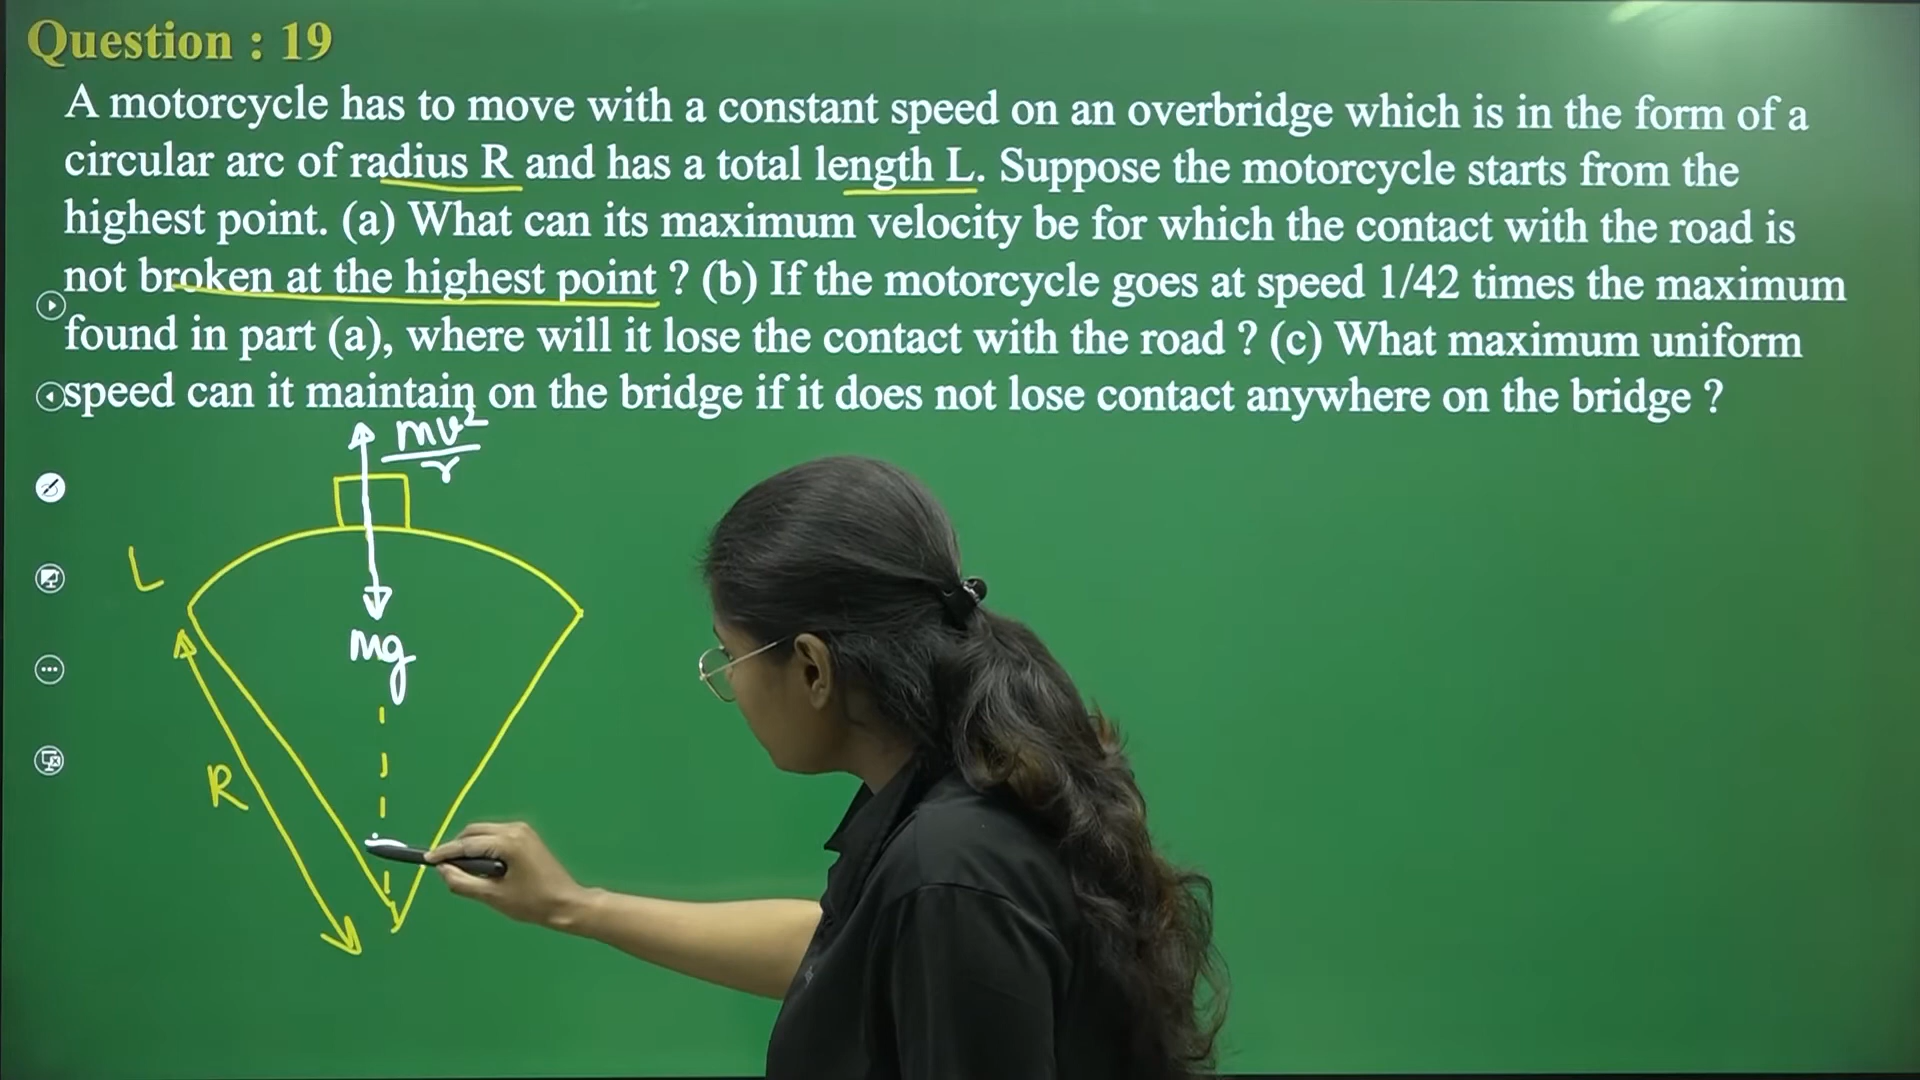 Question : 19
A motorcycle has to move with a constant speed on an overbridge which is in the form of a
circular arc of radius R and has a total length L. Suppose the motorcycle starts from the
highest point. (a) What can its maximum velocity be for which the contact with the road is
not broken at the highest point ? (b) If the motorcycle goes at speed 1/42 times the maximum
found in part (a), where will it lose the contact with the road ? (c) What maximum uniform
speed can it maintain on the bridge if it does not lose contact anywhere on the bridge ?
mv²
r
L
mg
R